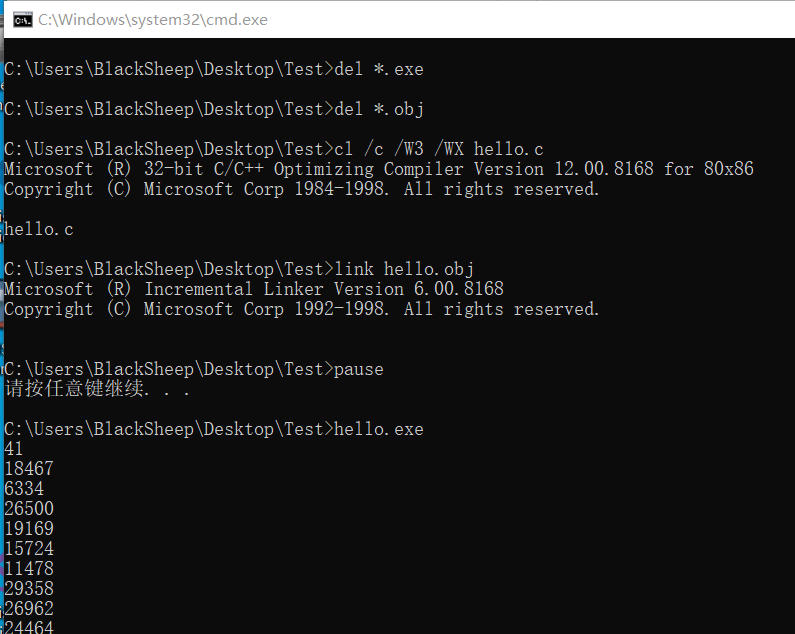 C:\Windows\system32\cmd.exe
C:\Users\BlackSheep\Desktop\Test>del *.exe
C:\Users\BlackSheep\Desktop\Test>del *.obj
C:\Users\BlackSheep\Desktop\Test>cl /c /W3 /WX hello.c
Microsoft (R) 32-bit C/C++ Optimizing Compiler Version 12.00.8168 for 80x86
Copyright (C) Microsoft Corp 1984-1998. All rights reserved.
hello.c
C:\Users\BlackSheep\Desktop\Test>link hello.obj
Microsoft (R) Incremental Linker Version 6.00.8168
Copyright (C) Microsoft Corp 1992-1998. All rights reserved.
C:\Users\BlackSheep\Desktop\Test>pause
请按任意键继续. . .
C:\Users\BlackSheep\Desktop\Test>hello.exe
41
18467
6334
26500
19169
15724
11478
29358
26962
24464